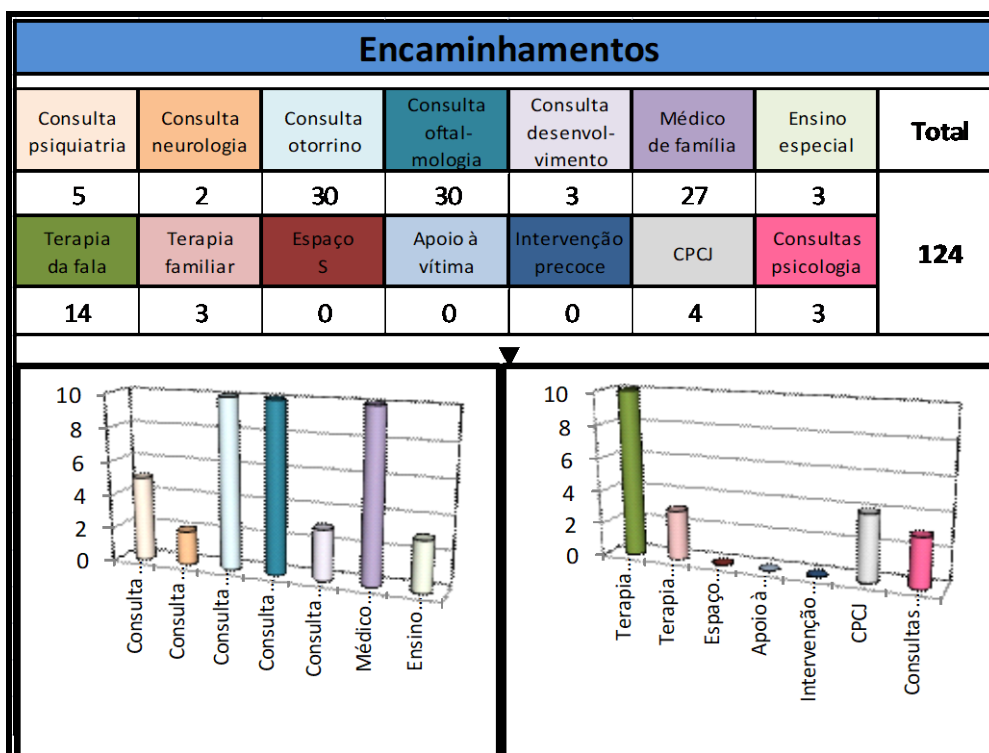 Encaminhamentos
Consulta
psiquiatria
Consulta
neurologia
Consulta
otorrino
Consulta
oftal-
mologia
Consulta
desenvol-
vimento
Médico
de família
Ensino
especial
Total
5
2
30
30
3
27
3
124
Terapia
da fala
Terapia
familiar
Espaço
S
Apoio à
vítima
Intervenção
precoce
CPCJ
Consultas
psicologia
14
3
0
0
0
4
3
10
8
6
4
2
0
Consulta
Consulta
Consulta
Consulta...
Consulta...
Médico...
Ensino
10
8
6
4
2
0
Terapia...
Terapia...
Espaço
Apoio à
Intervenção...
CPCJ
Consultas...